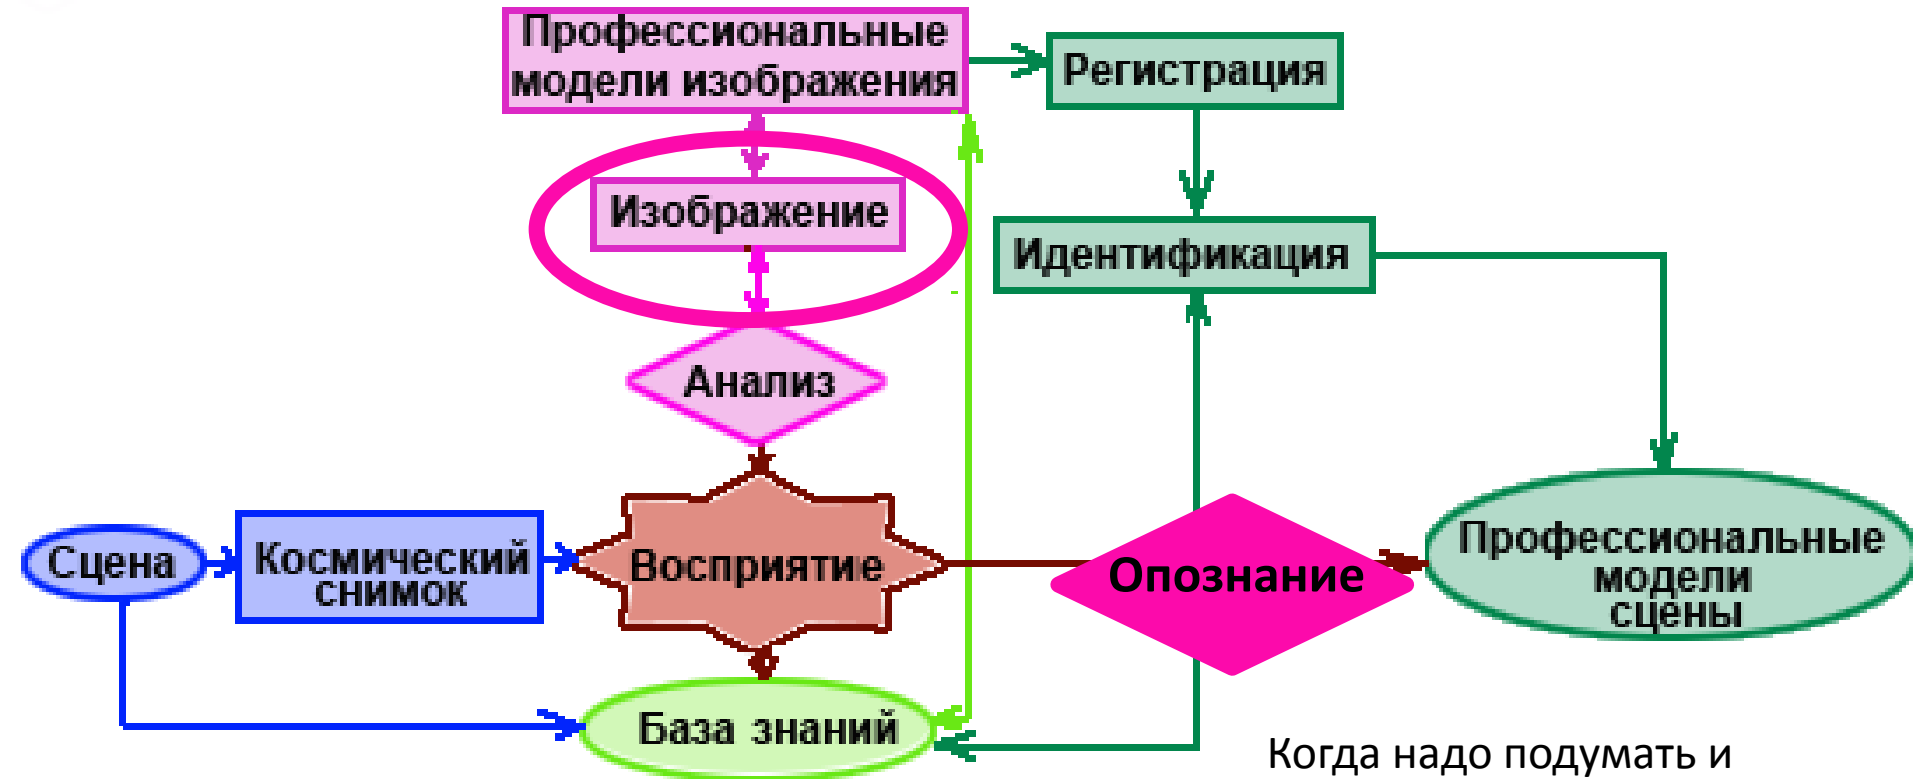 Профессиональные
модели изображения
Регистрация
Изображение
Идентификация
Анализ
Сцена
Космический
снимок
Восприятие
Опознание
Профессиональные
модели
сцены
База знаний
Когда надо подумать и